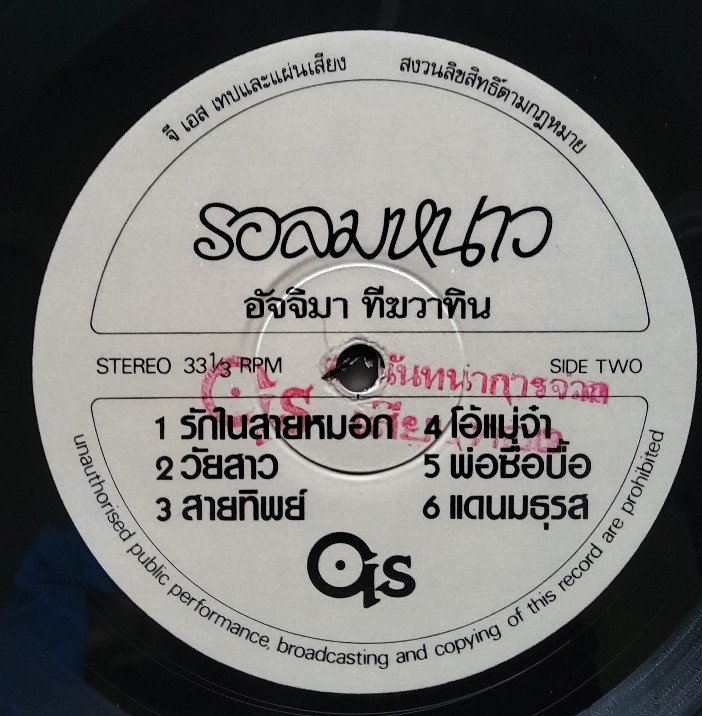 จี เอส เทปและแผ่นเสียง สงวนลิขสิทธิ์ตามกฎหมาย
รอลมหนาว
อัจจิมา ทีฆวาทิน
STEREO 33 1/3 RPM SIDE TWO
1 รักในสายหมอก
2 วัยสาว
3 สายทิพย์
4 โอ้แม่จ๋า
5 พ่อซื่อบื้อ
6 แดนมธุรส
GS
unauthorised public performance, broadcasting and copying of this record are prohibited